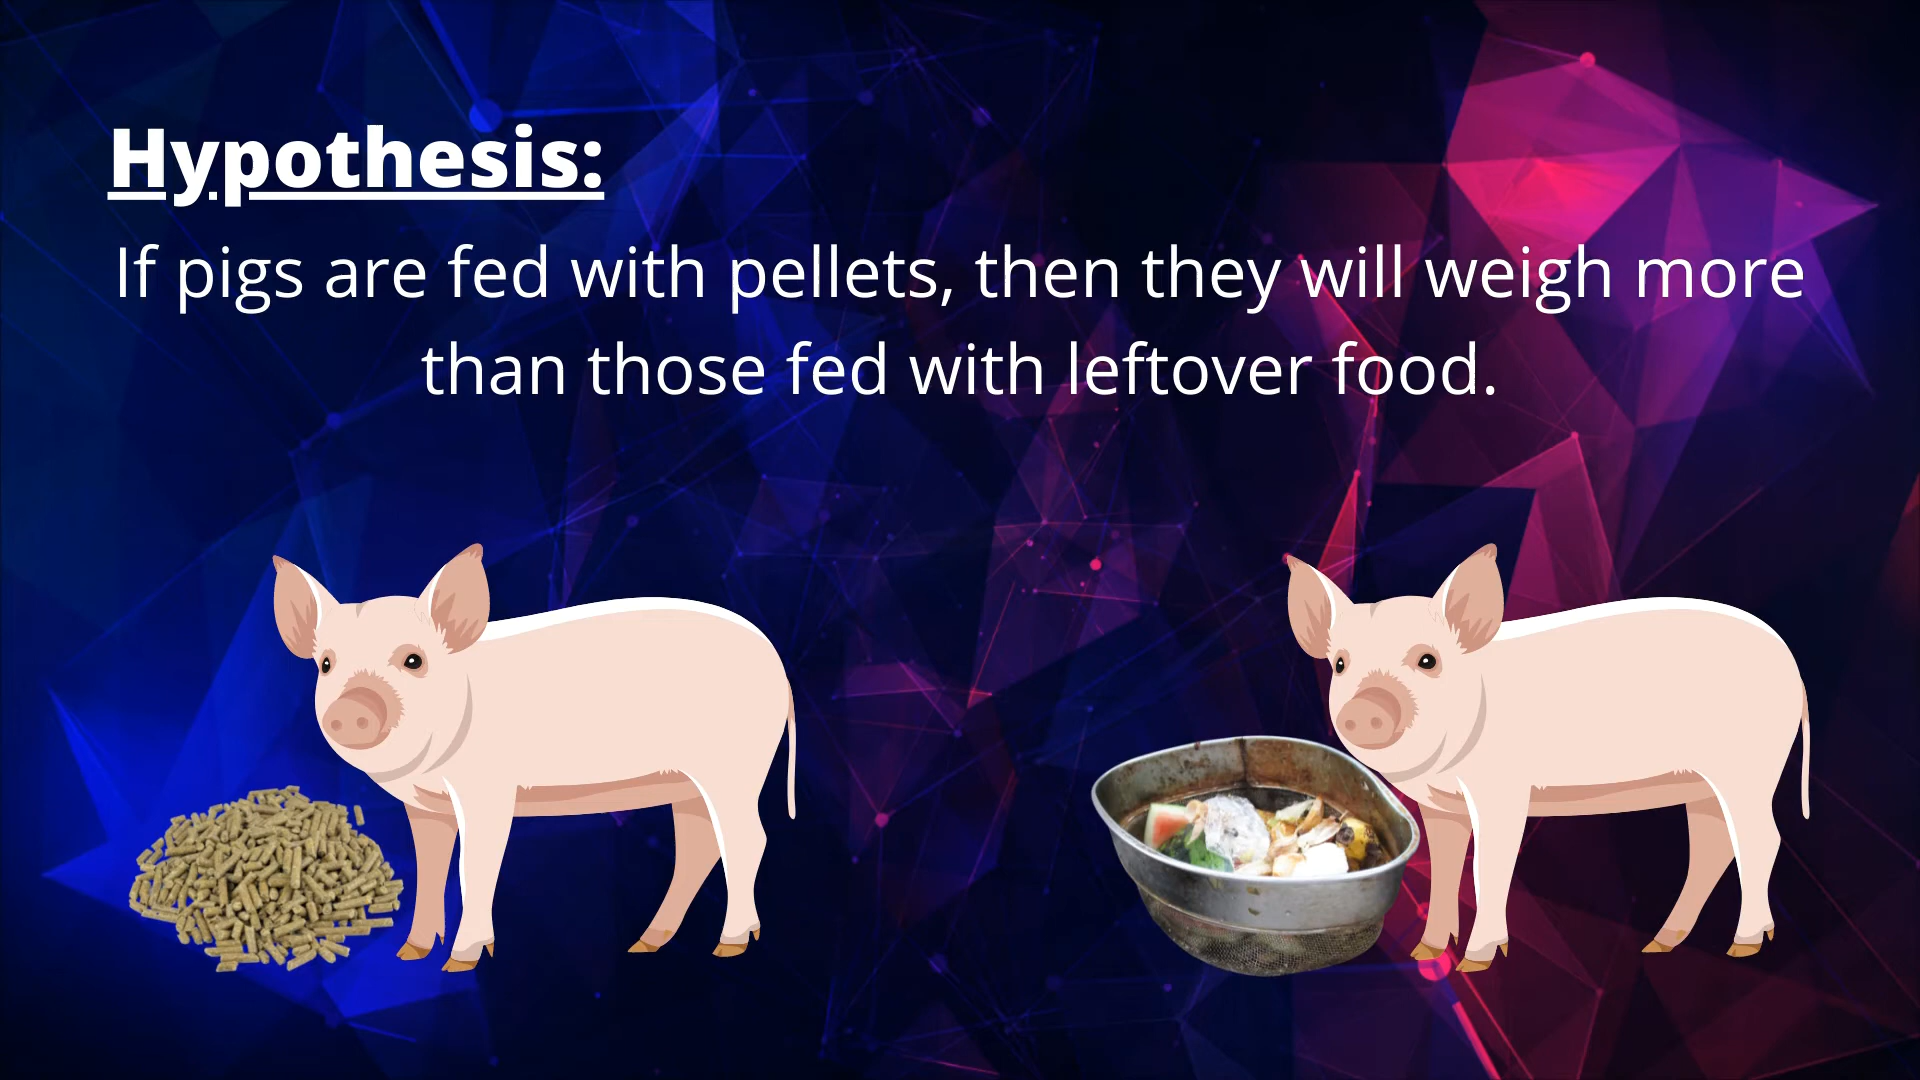 Hypothesis:
If pigs are fed with pellets, then they will weigh more
than those fed with leftover food.